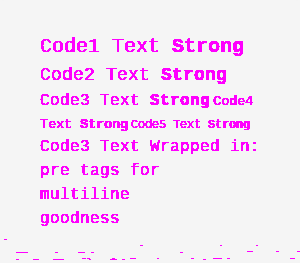 Code1 Text Strong
Code2 Text Strong
Code3 Text Strong Code4
Text Strong Code5 Text Strong
Code3 Text Wrapped in:
pre tags for
multiline
goodness